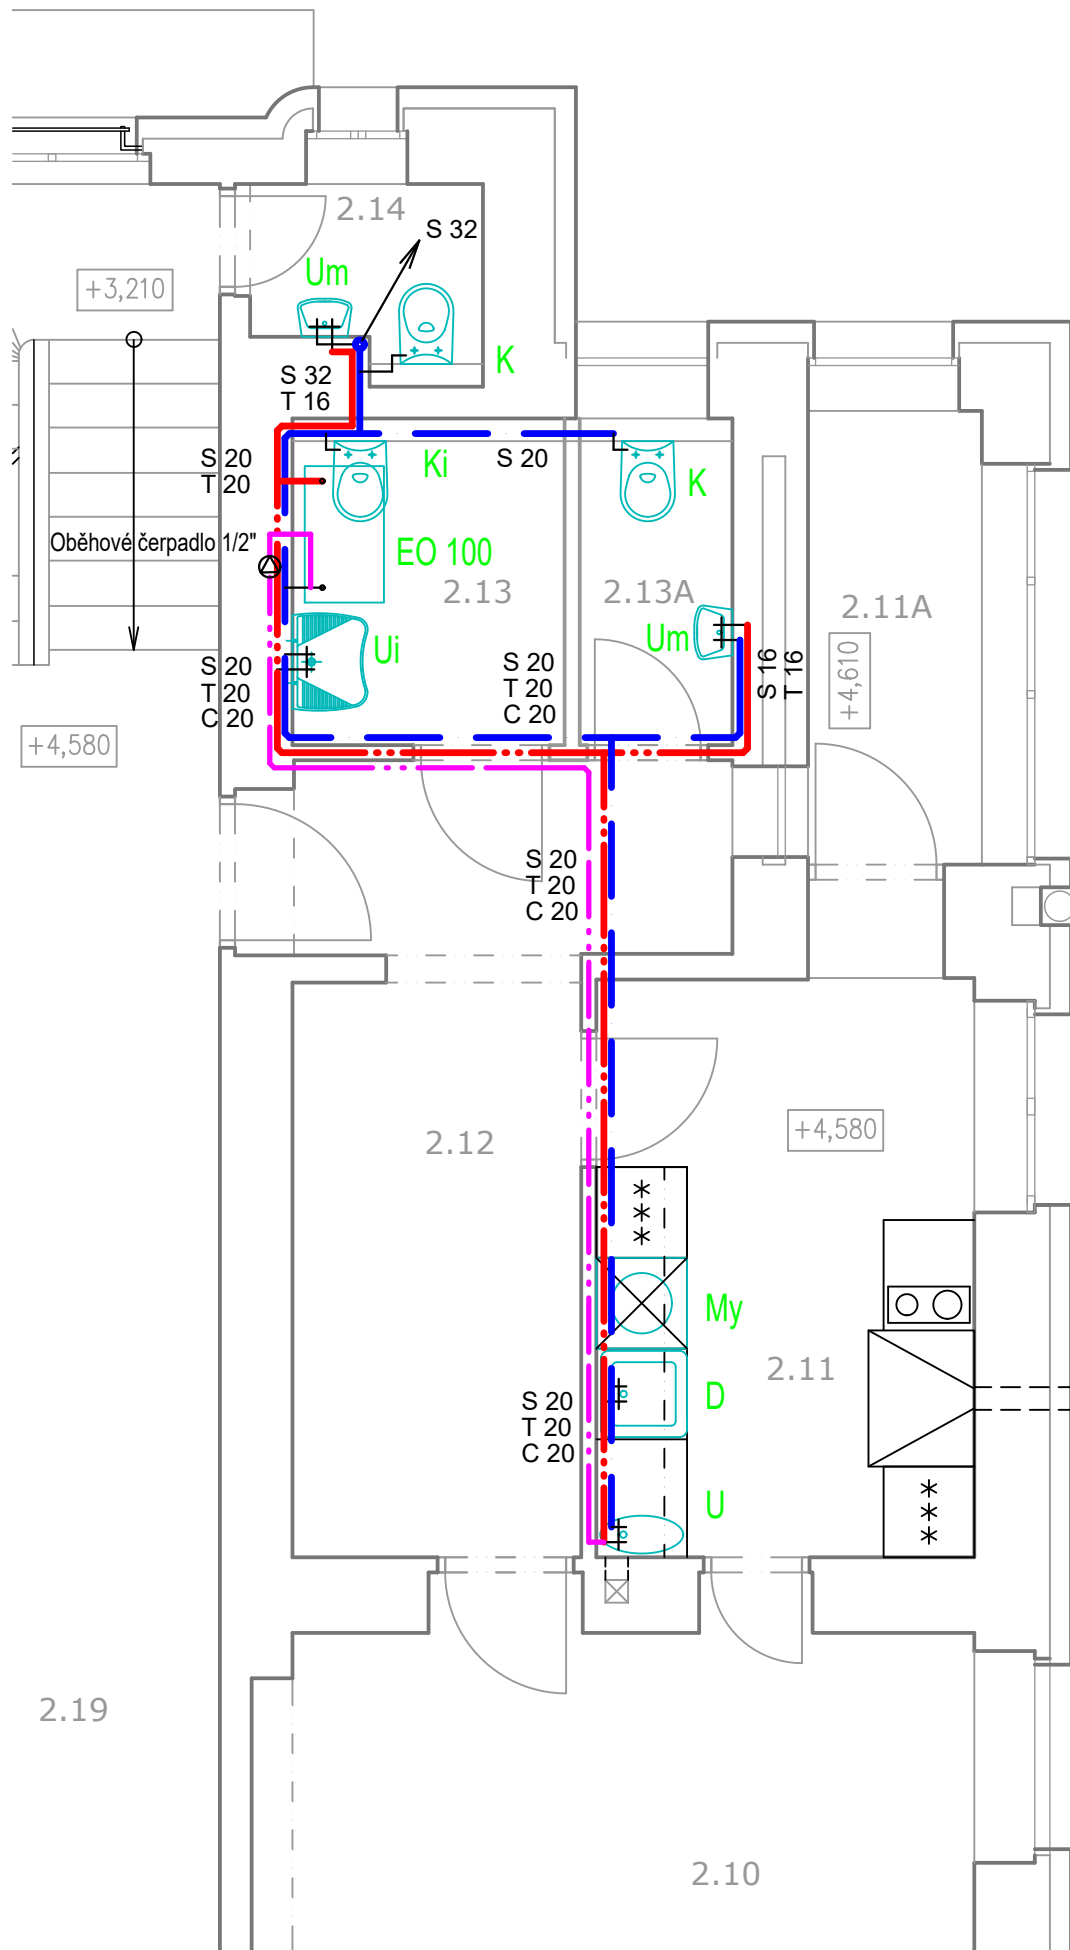 2.14
S 32
+3,210
Um
K
S 32
T 16
S 20
T 20
Ki
S 20
K
Oběhové čerpadlo 1/2"
EO 100
2.13
2.13A
2.11A
Ui
Um
S 20
T 20
C 20
S 20
T 20
C 20
S 16
T 16
+4,610
+4,580
S 20
T 20
C 20
2.12
+4,580
My
2.11
D
S 20
T 20
C 20
U
2.19
2.10